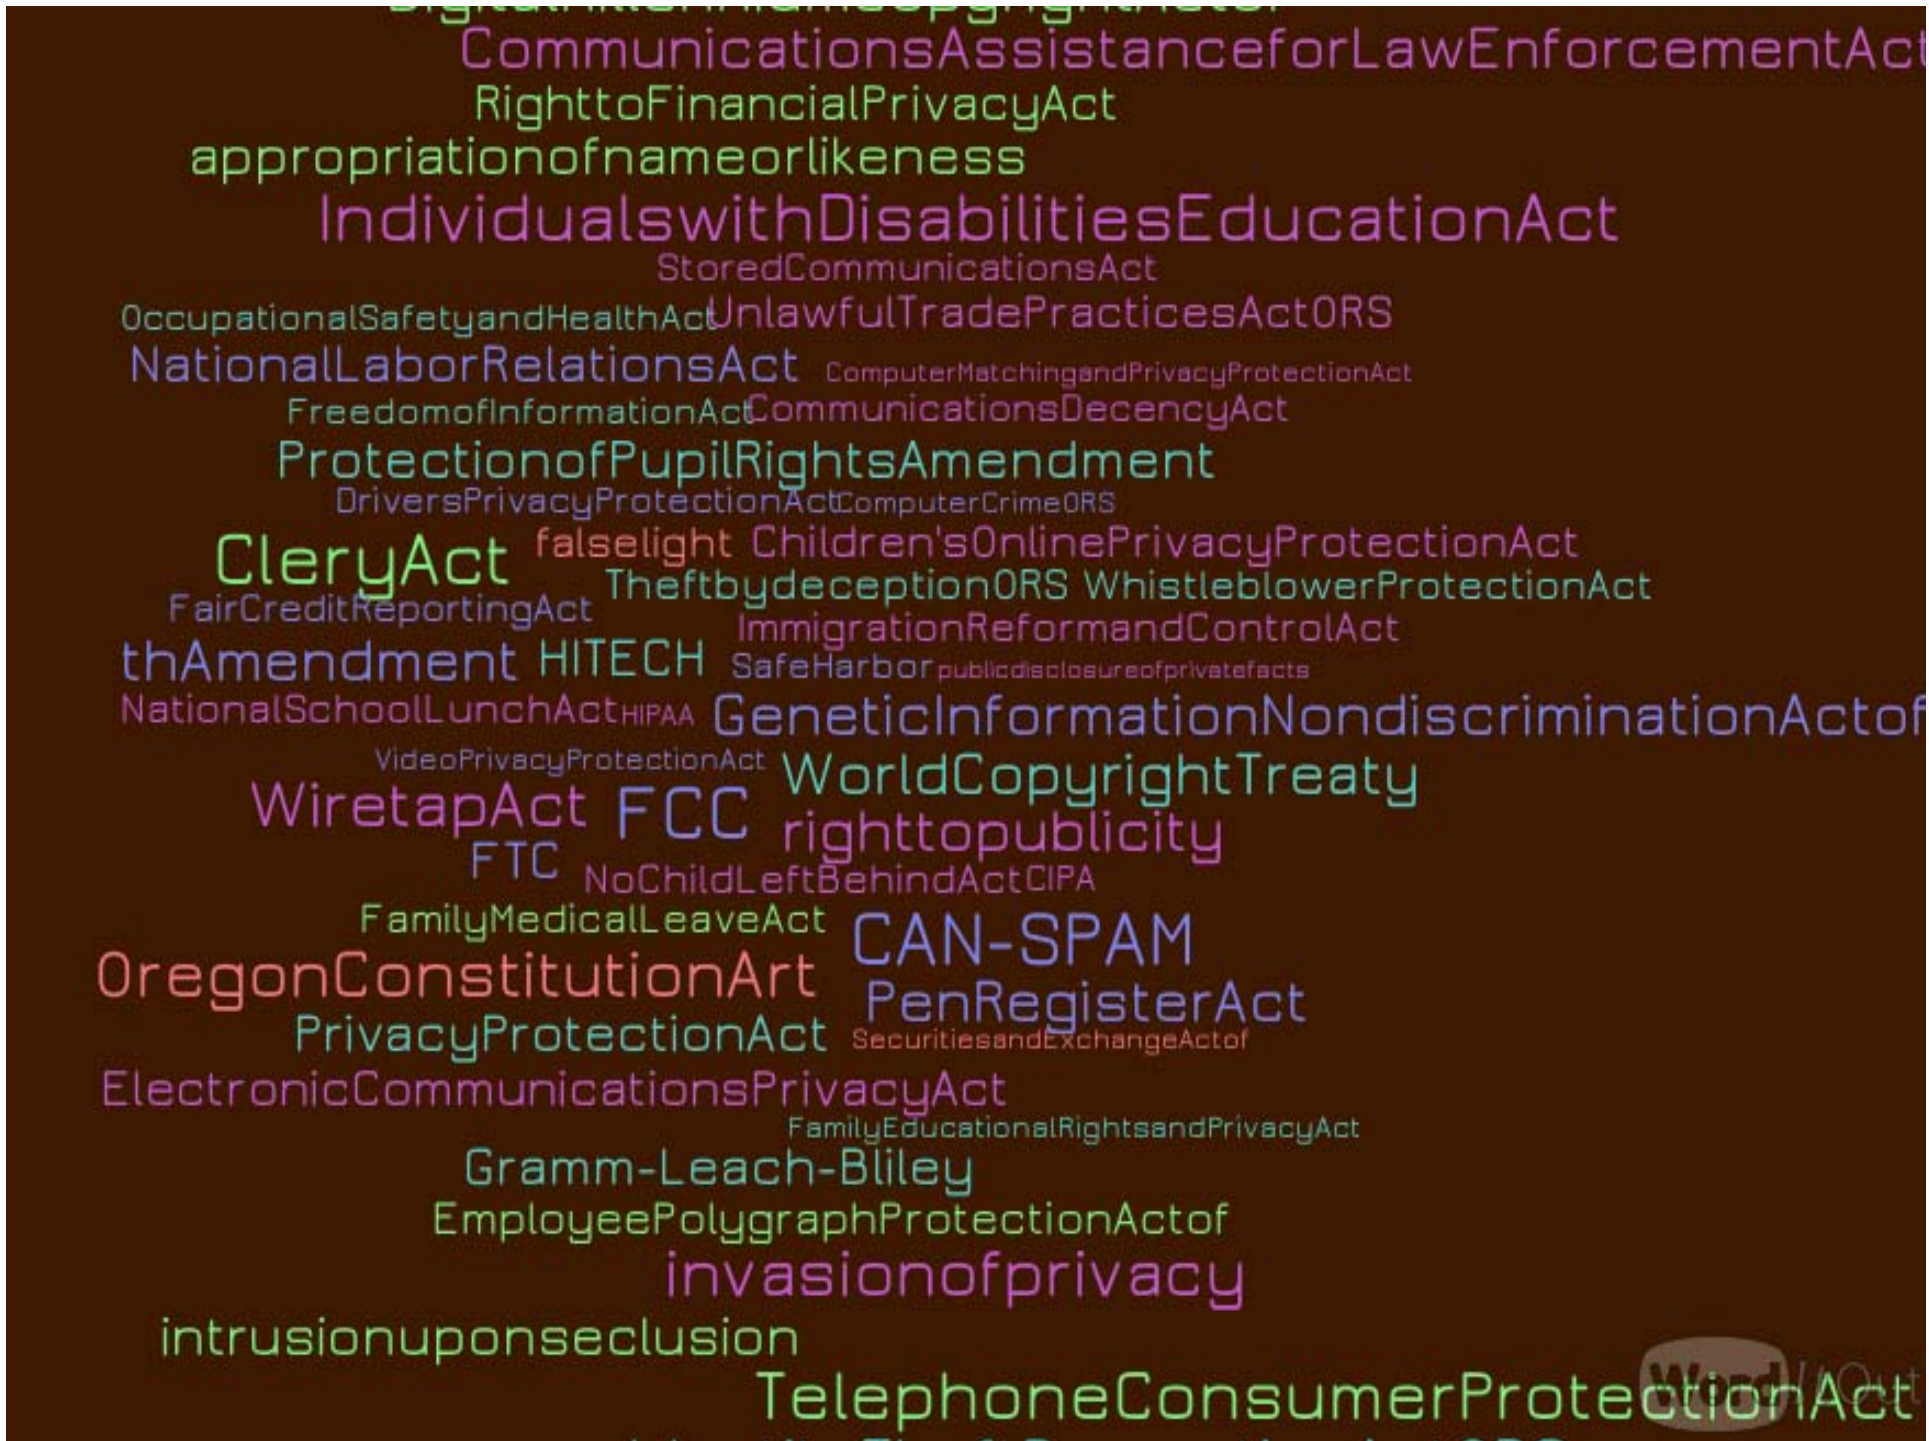 DigitalMillenniumCopyrightActof
CommunicationsAssistanceforLawEnforcementAct
RighttoFinancialPrivacyAct
appropriationofnameorlikeness
IndividualswithDisabilitiesEducationAct
StoredCommunicationsAct
OccupationalSafetyandHealthAct UnlawfulTradePracticesActORS
NationalLaborRelationsAct ComputerMatchingandPrivacyProtectionAct
FreedomofInformationAct CommunicationsDecencyAct
ProtectionofPupilRightsAmendment
DriversPrivacyProtectionAct ComputerCrimeORS
CleryAct falselight Children'sOnlinePrivacyProtectionAct
TheftbydeceptionORS WhistleblowerProtectionAct
FairCreditReportingAct ImmigrationReformandControlAct
thAmendment HITECH SafeHarbor publicdisclosureofprivatefacts
NationalSchoolLunchAct HIPAA GeneticInformationNondiscriminationActof
VideoPrivacyProtectionAct WorldCopyrightTreaty
WiretapAct FCC righttopublicity
FTC NoChildLeftBehindAct CIPA
FamilyMedicalLeaveAct CAN-SPAM
OregonConstitutionArt PenRegisterAct
PrivacyProtectionAct SecuritiesandExchangeActof
ElectronicCommunicationsPrivacyAct
FamilyEducationalRightsandPrivacyAct
Gramm-Leach-Bliley
EmployeePolygraphProtectionActof
invasionofprivacy
intrusionuponseclusion
TelephoneConsumerProtectionAct
WordItOut